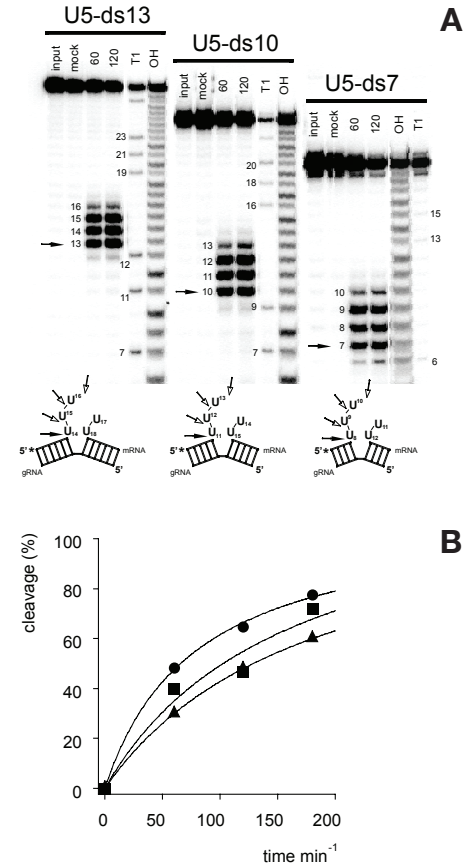 A
U5-ds13
input mock 60 120 T1 OH
23
21
19
16
15
14
13
12
11
7
U5-ds10
input mock 60 120 T1 OH
20
18
16
13
12
11
10
9
7
U5-ds7
input mock 60 120 OH T1
15
13
10
9
8
7
6
U16
U15
U14 U18 U17
5'* mRNA
gRNA 5'
U13
U12
U11 U15 U14
5'* mRNA
gRNA 5'
U10
U9
U8 U12 U11
5'* mRNA
gRNA 5'
B
cleavage (%)
100
80
60
40
20
0
0 50 100 150 200
time min-1